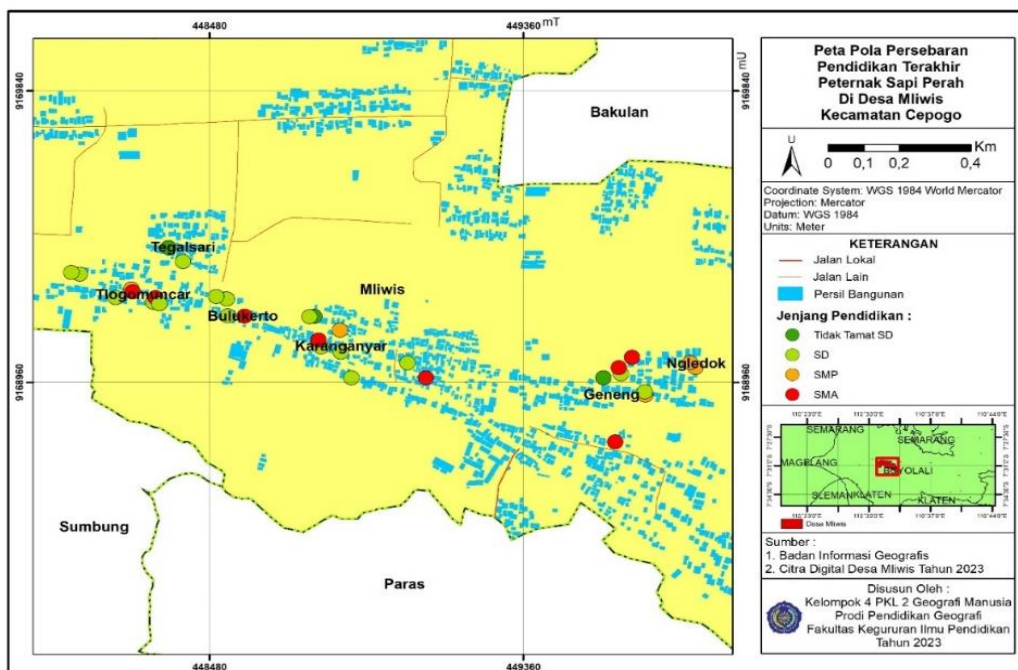 448480
449360 mT
mU
9169840
9169840
9168960
9168960
448480
449360
Bakulan
Tegalsari
Tlogomuncar
Bulukerto
Mliwis
Karanganyar
Ngledok
Geneng
Sumbung
Paras
Peta Pola Persebaran
Pendidikan Terakhir
Peternak Sapi Perah
Di Desa Mliwis
Kecamatan Cepogo
U
Km
0 0,1 0,2 0,4
Coordinate System: WGS 1984 World Mercator
Projection: Mercator
Datum: WGS 1984
Units: Meter
KETERANGAN
Jalan Lokal
Jalan Lain
Persil Bangunan
Jenjang Pendidikan :
Tidak Tamat SD
SD
SMP
SMA
SEMARANG
SEMARANG
MAGELANG
BOYOLALI
SLEMAN
KLATEN
KLATEN
Desa Mliwis
Sumber :
1. Badan Informasi Geografis
2. Citra Digital Desa Mliwis Tahun 2023
Disusun Oleh :
Kelompok 4 PKL 2 Geografi Manusia
Prodi Pendidikan Geografi
Fakultas Kegururan Ilmu Pendidikan
Tahun 2023